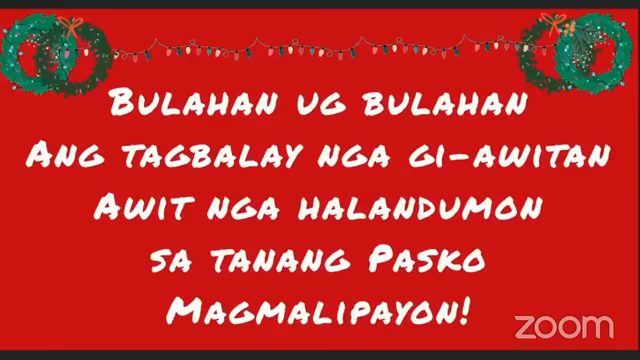 Bulahan ug bulahan
Ang tagbalay nga gi-awitan
Awit nga halandumon
sa tanang Pasko
Magmalipayon!
zoom